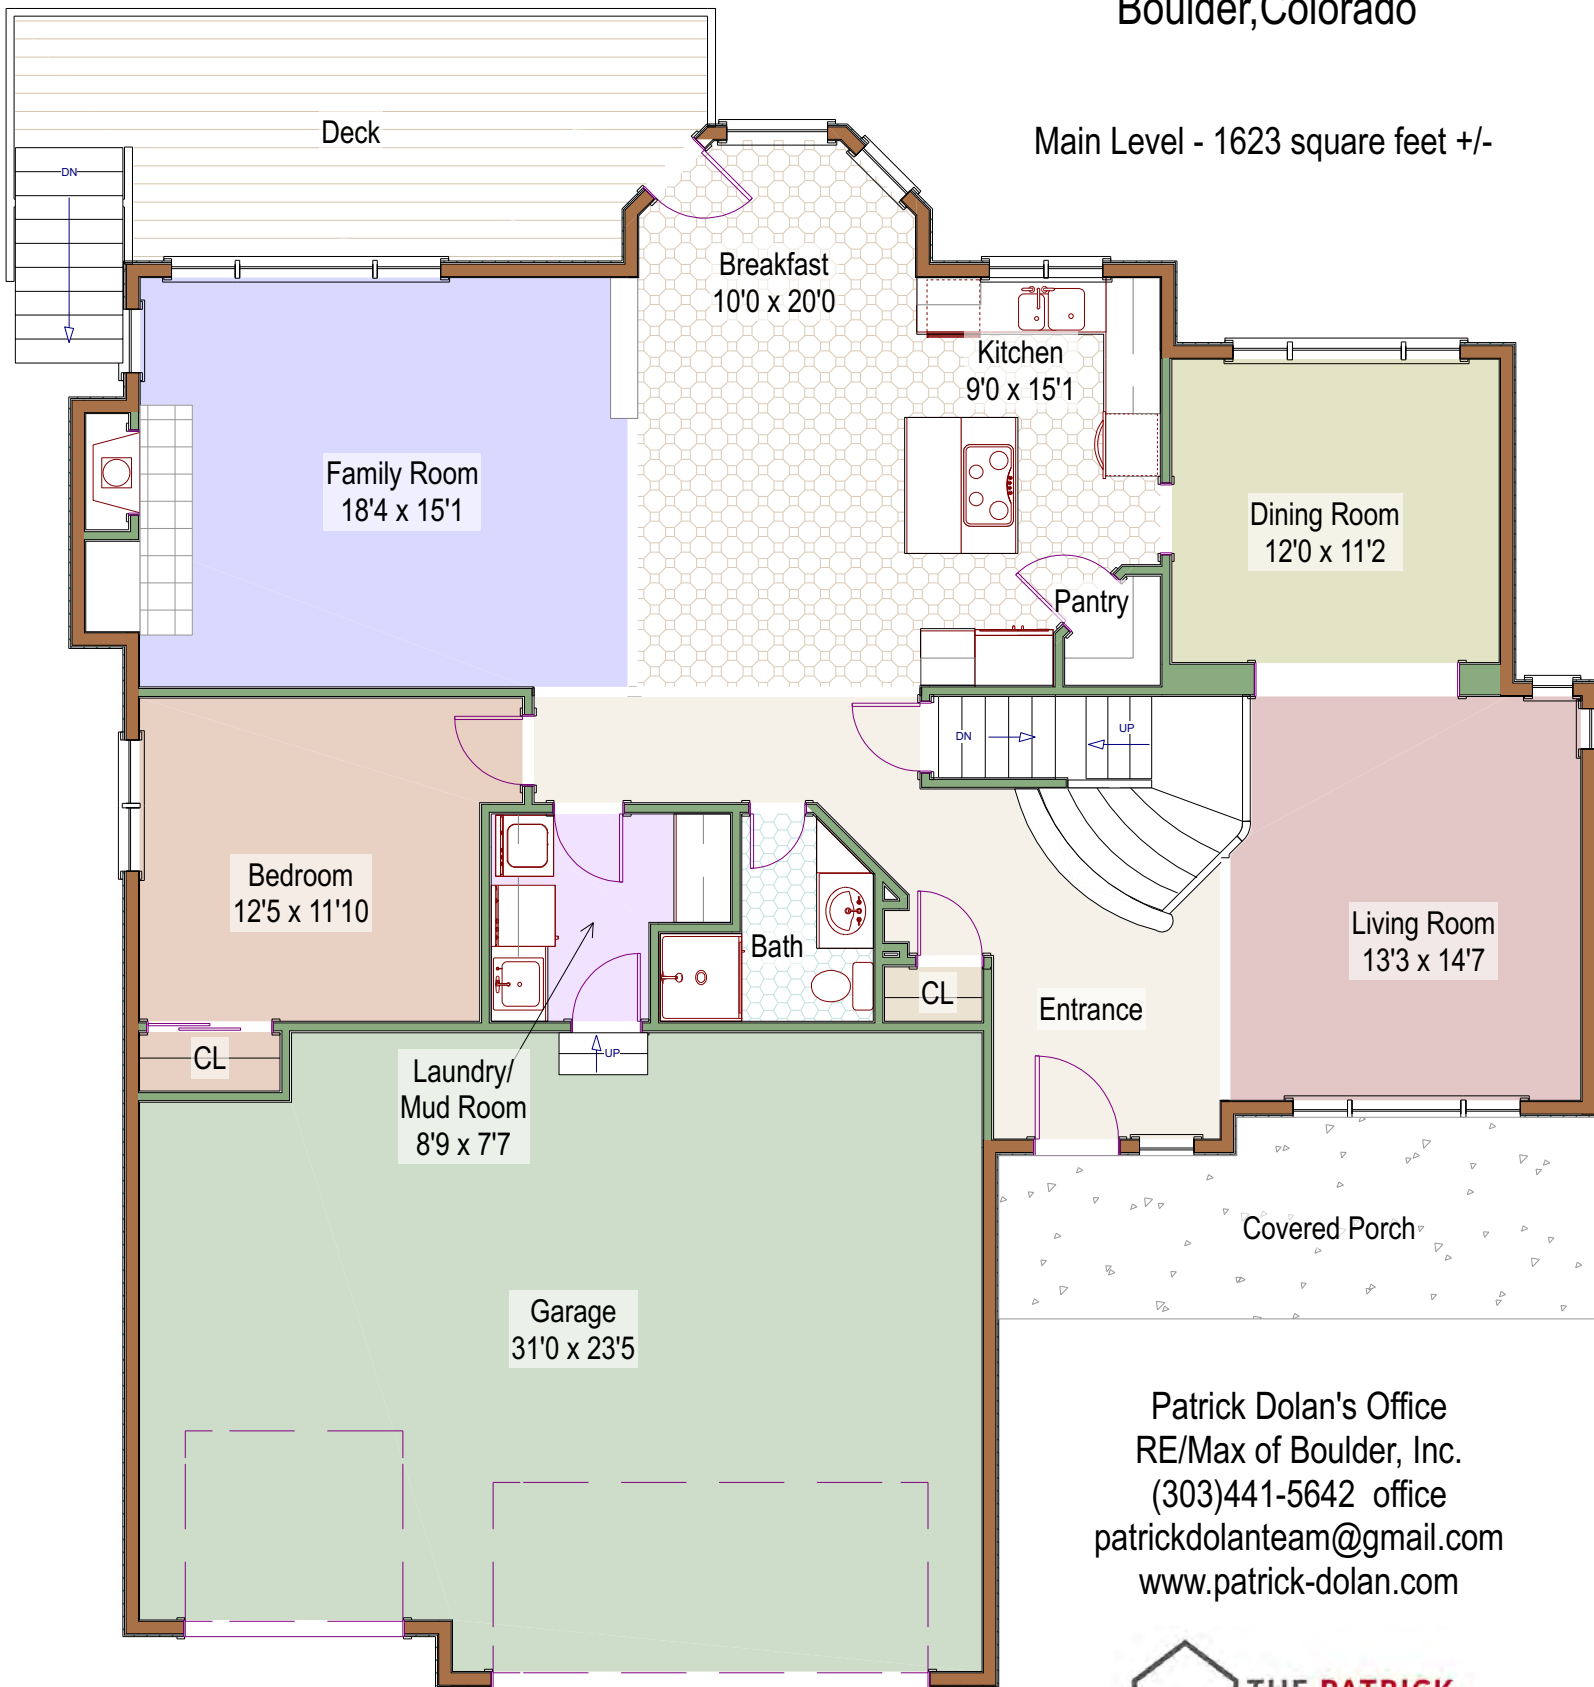 Boulder,Colorado
Main Level - 1623 square feet +/-
Deck
DN
Breakfast
10'0 x 20'0
Kitchen
9'0 x 15'1
Family Room
18'4 x 15'1
Dining Room
12'0 x 11'2
Pantry
DN
UP
Bedroom
12'5 x 11'10
Living Room
13'3 x 14'7
Bath
CL
Entrance
CL
UP
Laundry/
Mud Room
8'9 x 7'7
Covered Porch
Garage
31'0 x 23'5
Patrick Dolan's Office
RE/Max of Boulder, Inc.
(303)441-5642 office
patrickdolanteam@gmail.com
www.patrick-dolan.com
THE PATRICK